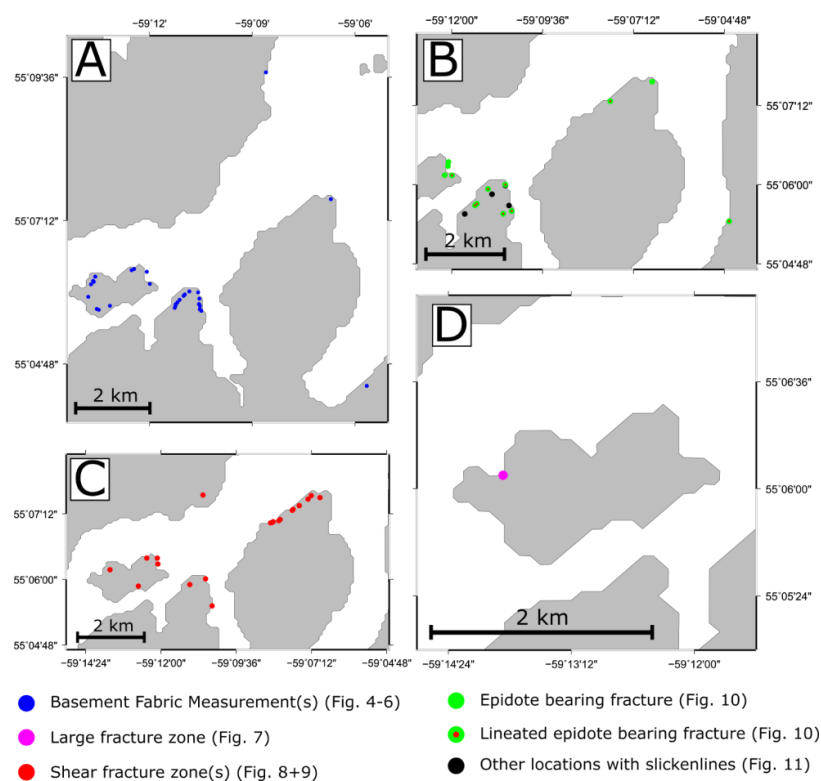 −59°12' −59°09' −59°06'
A
55°09'36"
55°07'12"
55°04'48"
2 km
−59°12'00" −59°09'36" −59°07'12" −59°04'48"
B
55°07'12"
55°06'00"
55°04'48"
2 km
C
55°07'12"
55°06'00"
55°04'48"
2 km
−59°14'24" −59°12'00" −59°09'36" −59°07'12" −59°04'48"
D
55°06'36"
55°06'00"
55°05'24"
2 km
−59°14'24" −59°13'12" −59°12'00"
Basement Fabric Measurement(s) (Fig. 4-6)
Large fracture zone (Fig. 7)
Shear fracture zone(s) (Fig. 8+9)
Epidote bearing fracture (Fig. 10)
Lineated epidote bearing fracture (Fig. 10)
Other locations with slickenlines (Fig. 11)